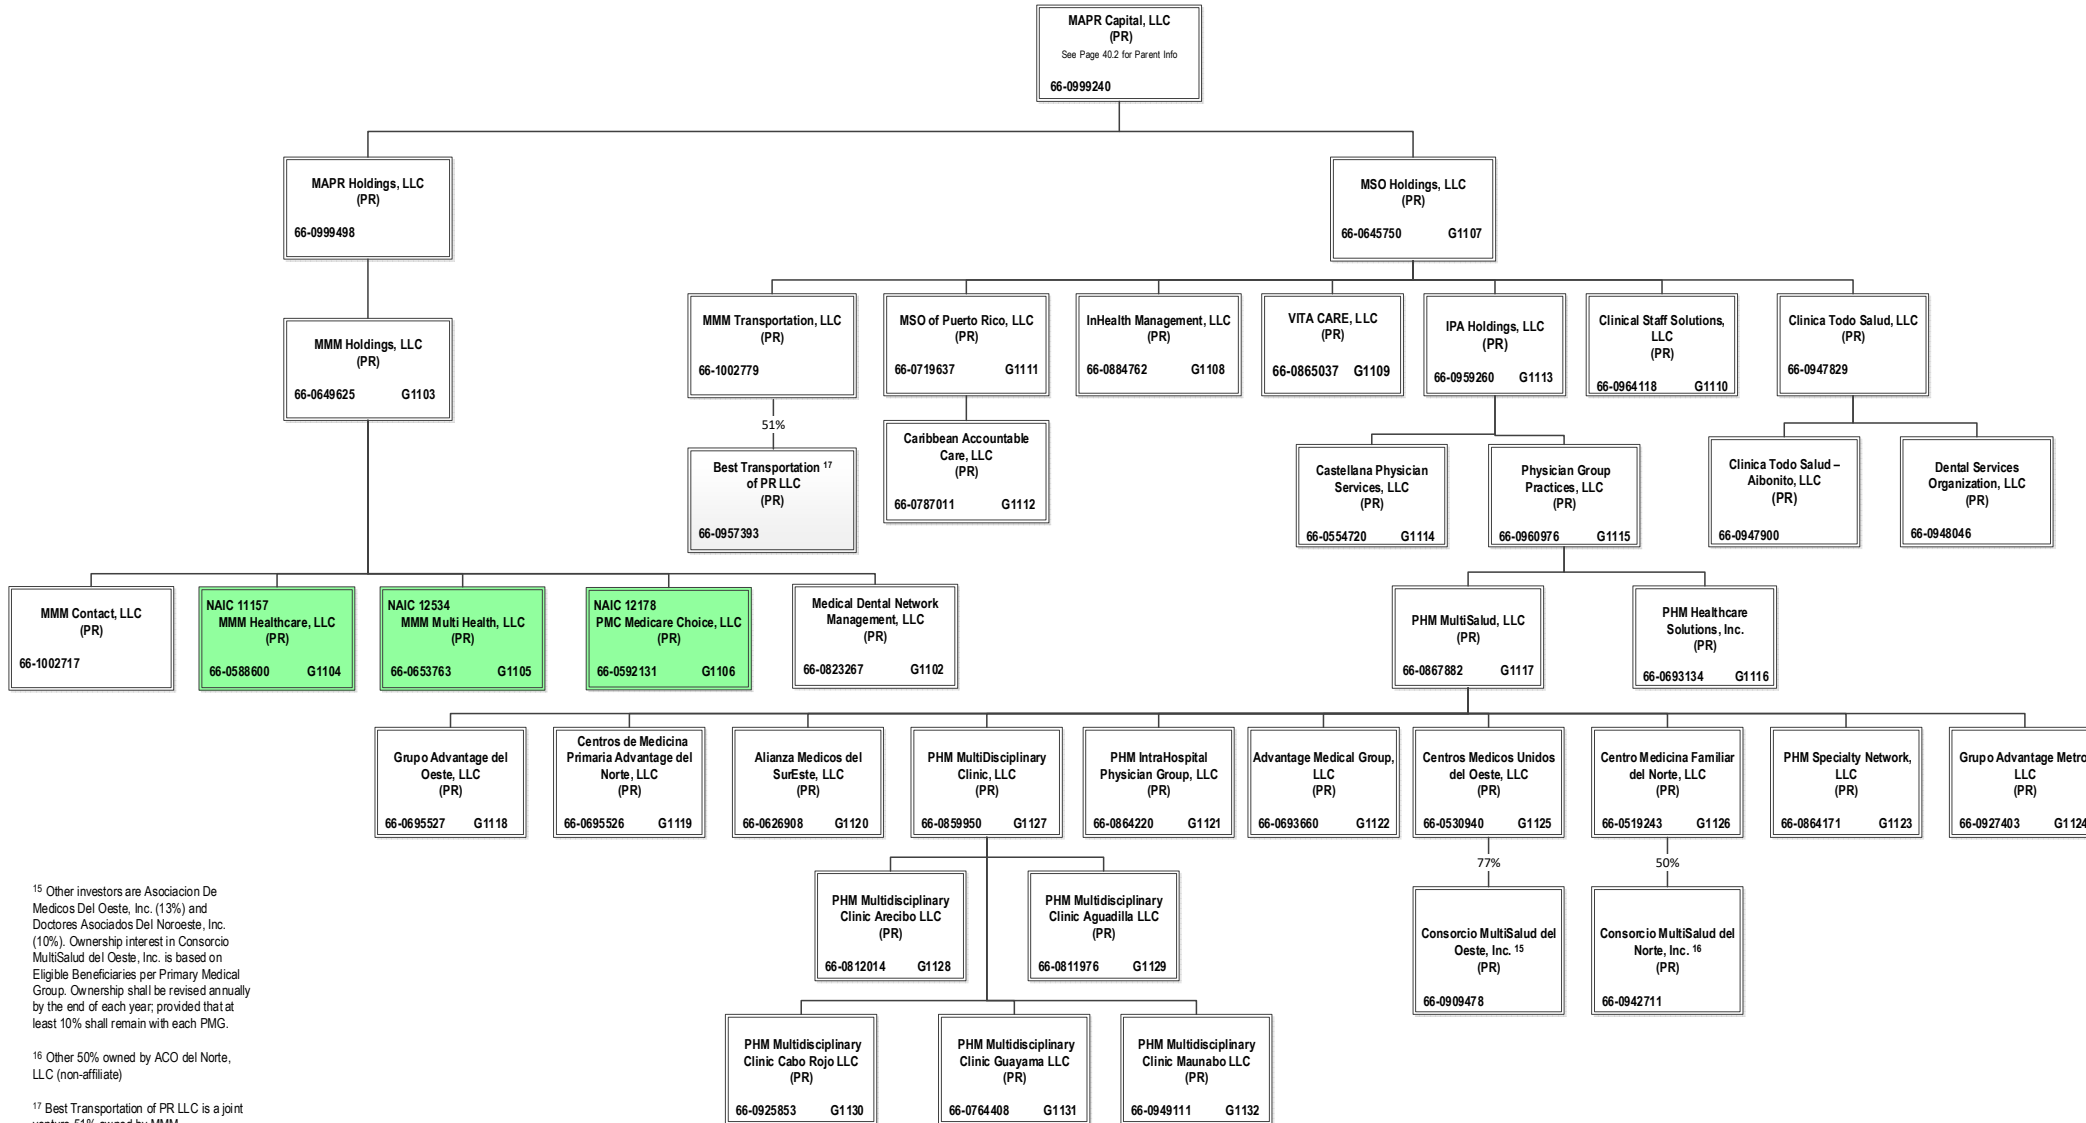 MAPR Capital, LLC
(PR)
See Page 40.2 for Parent Info
66-0999240
MAPR Holdings, LLC
(PR)
66-0999498
MSO Holdings, LLC
(PR)
66-0645750 G1107
MMM Holdings, LLC
(PR)
66-0649625 G1103
MMM Transportation, LLC
(PR)
66-1002779
MSO of Puerto Rico, LLC
(PR)
66-0719637 G1111
InHealth Management, LLC
(PR)
66-0884762 G1108
VITA CARE, LLC
(PR)
66-0865037 G1109
IPA Holdings, LLC
(PR)
66-0959260 G1113
Clinical Staff Solutions,
LLC
(PR)
66-0964118 G1110
Clinica Todo Salud, LLC
(PR)
66-0947829
51%
Best Transportation 17
of PR LLC
(PR)
66-0957393
Caribbean Accountable
Care, LLC
(PR)
66-0787011 G1112
Castellana Physician
Services, LLC
(PR)
66-0554720 G1114
Physician Group
Practices, LLC
(PR)
66-0960976 G1115
Clinica Todo Salud –
Aibonito, LLC
(PR)
66-0947900
Dental Services
Organization, LLC
(PR)
66-0948046
MMM Contact, LLC
(PR)
66-1002717
NAIC 11157
MMM Healthcare, LLC
(PR)
66-0588600 G1104
NAIC 12534
MMM Multi Health, LLC
(PR)
66-0653763 G1105
NAIC 12178
PMC Medicare Choice, LLC
(PR)
66-0592131 G1106
Medical Dental Network
Management, LLC
(PR)
66-0823267 G1102
PHM MultiSalud, LLC
(PR)
66-0867882 G1117
PHM Healthcare
Solutions, Inc.
(PR)
66-0693134 G1116
Grupo Advantage del
Oeste, LLC
(PR)
66-0695527 G1118
Centros de Medicina
Primaria Advantage del
Norte, LLC
(PR)
66-0695526 G1119
Alianza Medicos del
SurEste, LLC
(PR)
66-0626908 G1120
PHM MultiDisciplinary
Clinic, LLC
(PR)
66-0859950 G1127
PHM IntraHospital
Physician Group, LLC
(PR)
66-0864220 G1121
Advantage Medical Group,
LLC
(PR)
66-0693660 G1122
Centros Medicos Unidos
del Oeste, LLC
(PR)
66-0530940 G1125
Centro Medicina Familiar
del Norte, LLC
(PR)
66-0519243 G1126
PHM Specialty Network,
LLC
(PR)
66-0864171 G1123
Grupo Advantage Metro
LLC
(PR)
66-0927403 G1124
PHM Multidisciplinary
Clinic Arecibo LLC
(PR)
66-0812014 G1128
PHM Multidisciplinary
Clinic Aguadilla LLC
(PR)
66-0811976 G1129
77%
Consorcio MultiSalud del
Oeste, Inc. 15
(PR)
66-0909478
50%
Consorcio MultiSalud del
Norte, Inc. 16
(PR)
66-0942711
PHM Multidisciplinary
Clinic Cabo Rojo LLC
(PR)
66-0925853 G1130
PHM Multidisciplinary
Clinic Guayama LLC
(PR)
66-0764408 G1131
PHM Multidisciplinary
Clinic Maunabo LLC
(PR)
66-0949111 G1132
15 Other investors are Asociacion De
Medicos Del Oeste, Inc. (13%) and
Doctores Asociados Del Noroeste, Inc.
(10%). Ownership interest in Consorcio
MultiSalud del Oeste, Inc. is based on
Eligible Beneficiaries per Primary Medical
Group. Ownership shall be revised annually
by the end of each year; provided that at
least 10% shall remain with each PMG.
16 Other 50% owned by ACO del Norte,
LLC (non-affiliate)
17 Best Transportation of PR LLC is a joint
venture 51% owned by MMM